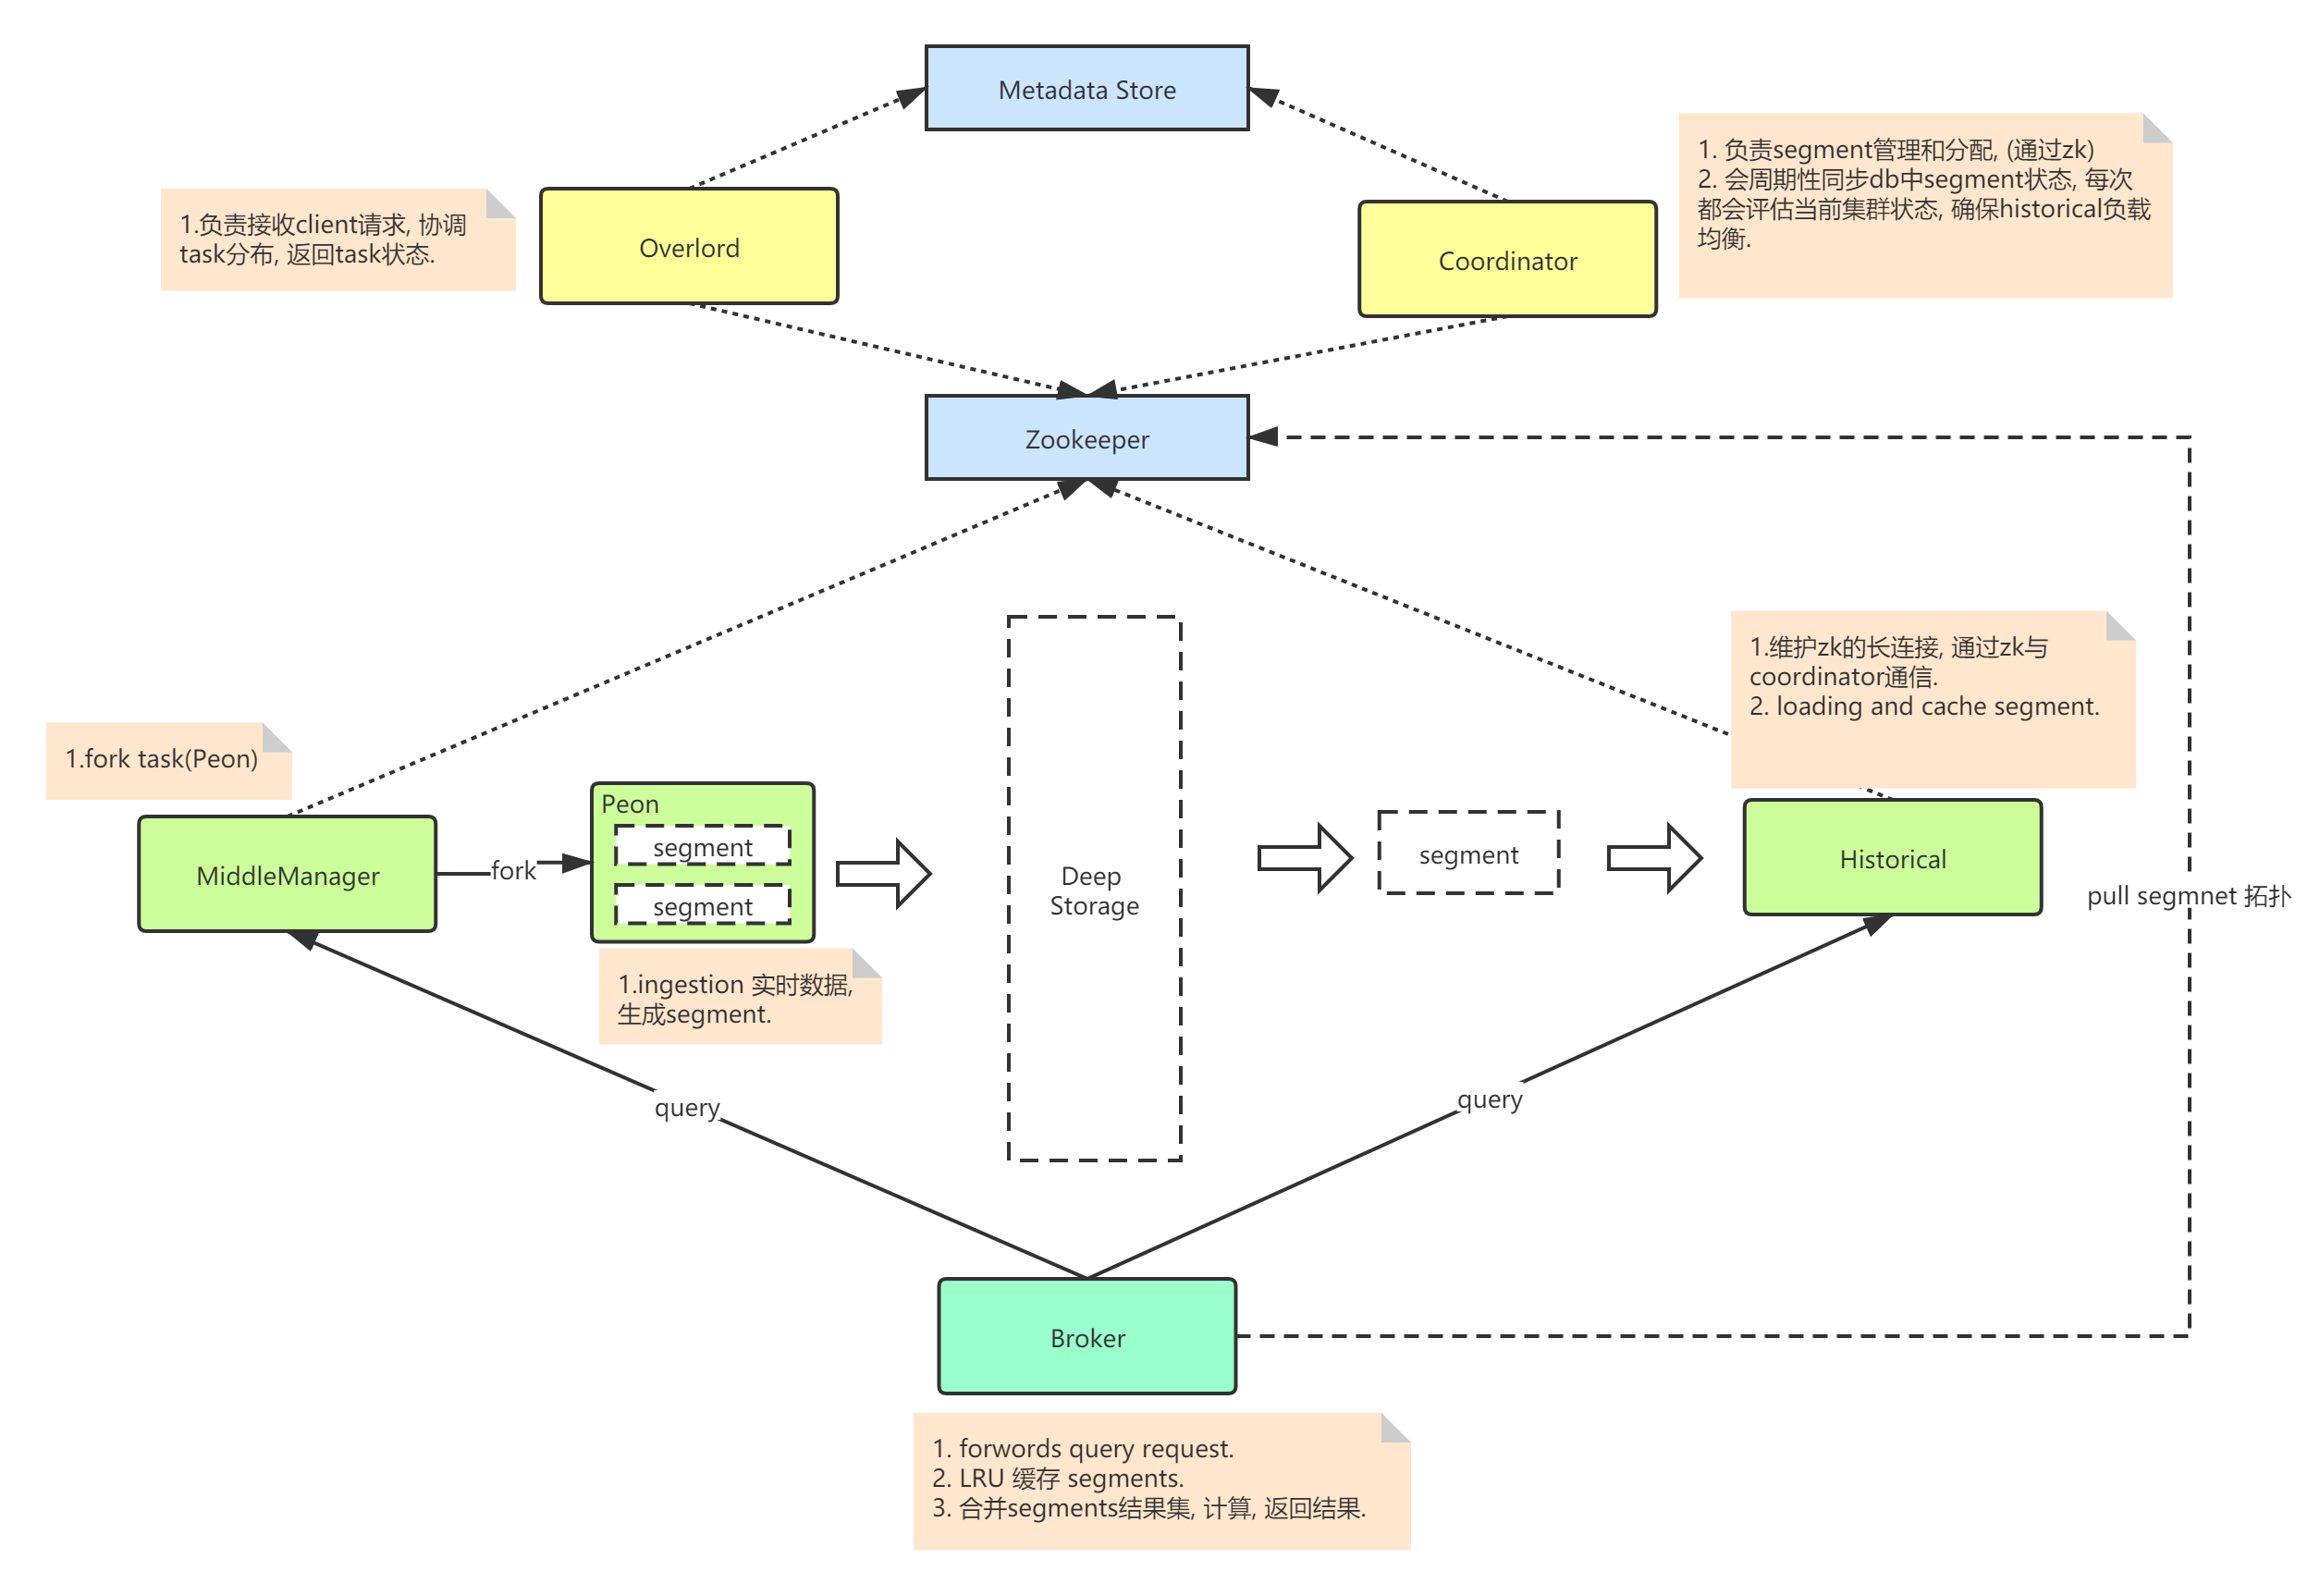 Metadata Store
1. 负责segment管理和分配, (通过zk)
2. 会周期性同步db中segment状态, 每次
都会评估当前集群状态, 确保historical负载
均衡.
1.负责接收client请求, 协调
task分布, 返回task状态.
Overlord
Coordinator
Zookeeper
1.维护zk的长连接, 通过zk与
coordinator通信.
2. loading and cache segment.
1.fork task(Peon)
Peon
segment
segment
MiddleManager
fork
Deep
Storage
segment
Historical
pull segmnet 拓扑
1.ingestion 实时数据,
生成segment.
query
query
Broker
1. forwords query request.
2. LRU 缓存 segments.
3. 合并segments结果集, 计算, 返回结果.